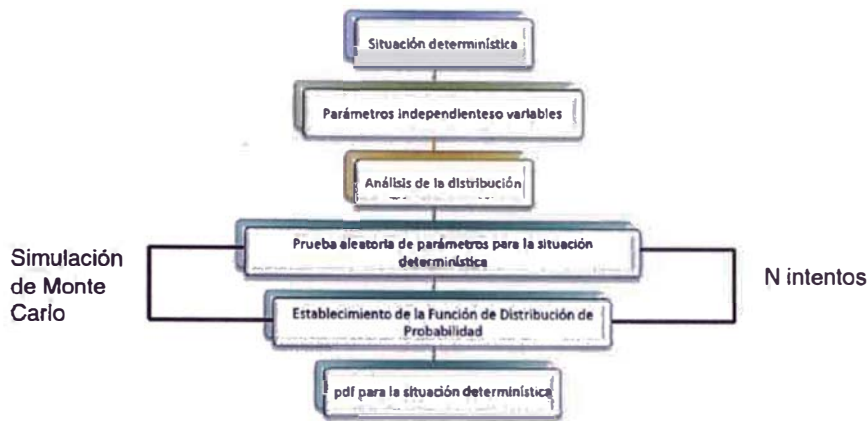 Situación determinística
Parámetros independienteso variables
Análisis de la distribución
Prueba aleatoria de parámetros para la situación
determinística
Simulación
de Monte
Carlo
N intentos
Establecimiento de la Función de Distribución de
Probabilidad
pdf para la situación determinística